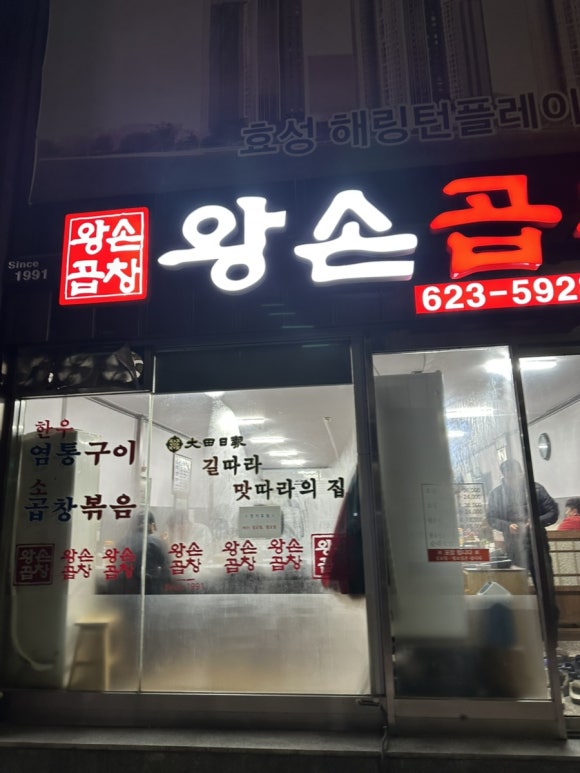 효성 해링턴플레이
왕손
곱창
Since
1991
왕손곱
623-592
한우
염통구이
소
곱창볶음
大田日報
길따라
맛따라의 집
왕손 왕손 왕손 왕손 왕손 왕손 왕손
곱창 곱창 곱창 곱창 곱창 곱창 곱창